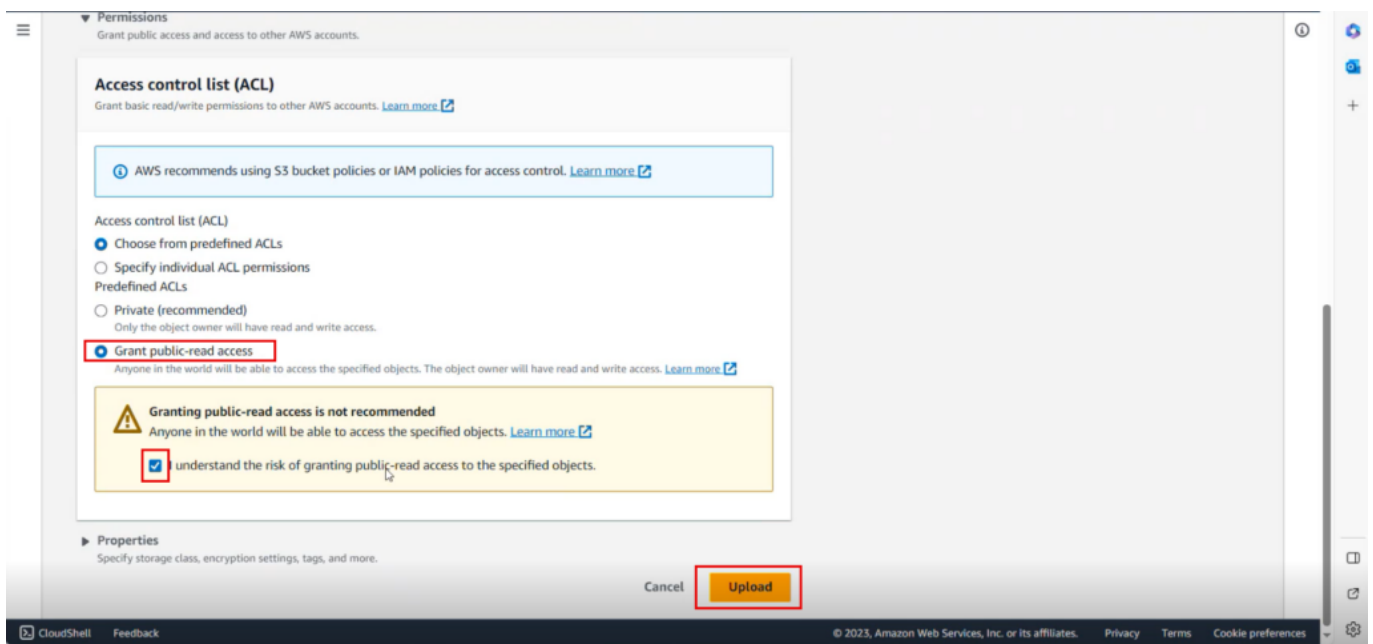 Permissions
Grant public access and access to other AWS accounts.
Access control list (ACL)
Grant basic read/write permissions to other AWS accounts. Learn more
AWS recommends using S3 bucket policies or IAM policies for access control. Learn more
Access control list (ACL)
Choose from predefined ACLs
Specify individual ACL permissions
Predefined ACLs
Private (recommended)
Only the object owner will have read and write access.
Grant public-read access
Anyone in the world will be able to access the specified objects. The object owner will have read and write access. Learn more
Granting public-read access is not recommended
Anyone in the world will be able to access the specified objects. Learn more
I understand the risk of granting public-read access to the specified objects.
Properties
Specify storage class, encryption settings, tags, and more.
Cancel Upload
CloudShell Feedback © 2023, Amazon Web Services, Inc. or its affiliates. Privacy Terms Cookie preferences